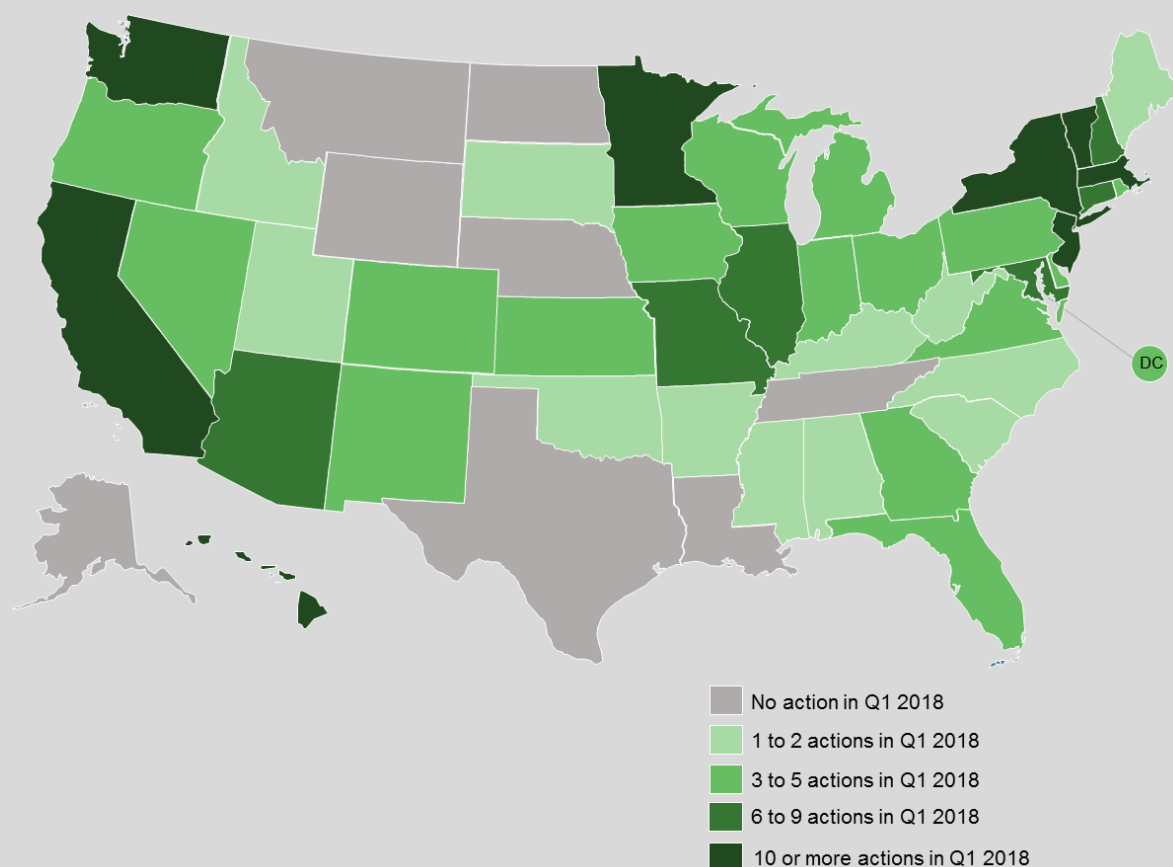 DC
No action in Q1 2018
1 to 2 actions in Q1 2018
3 to 5 actions in Q1 2018
6 to 9 actions in Q1 2018
10 or more actions in Q1 2018